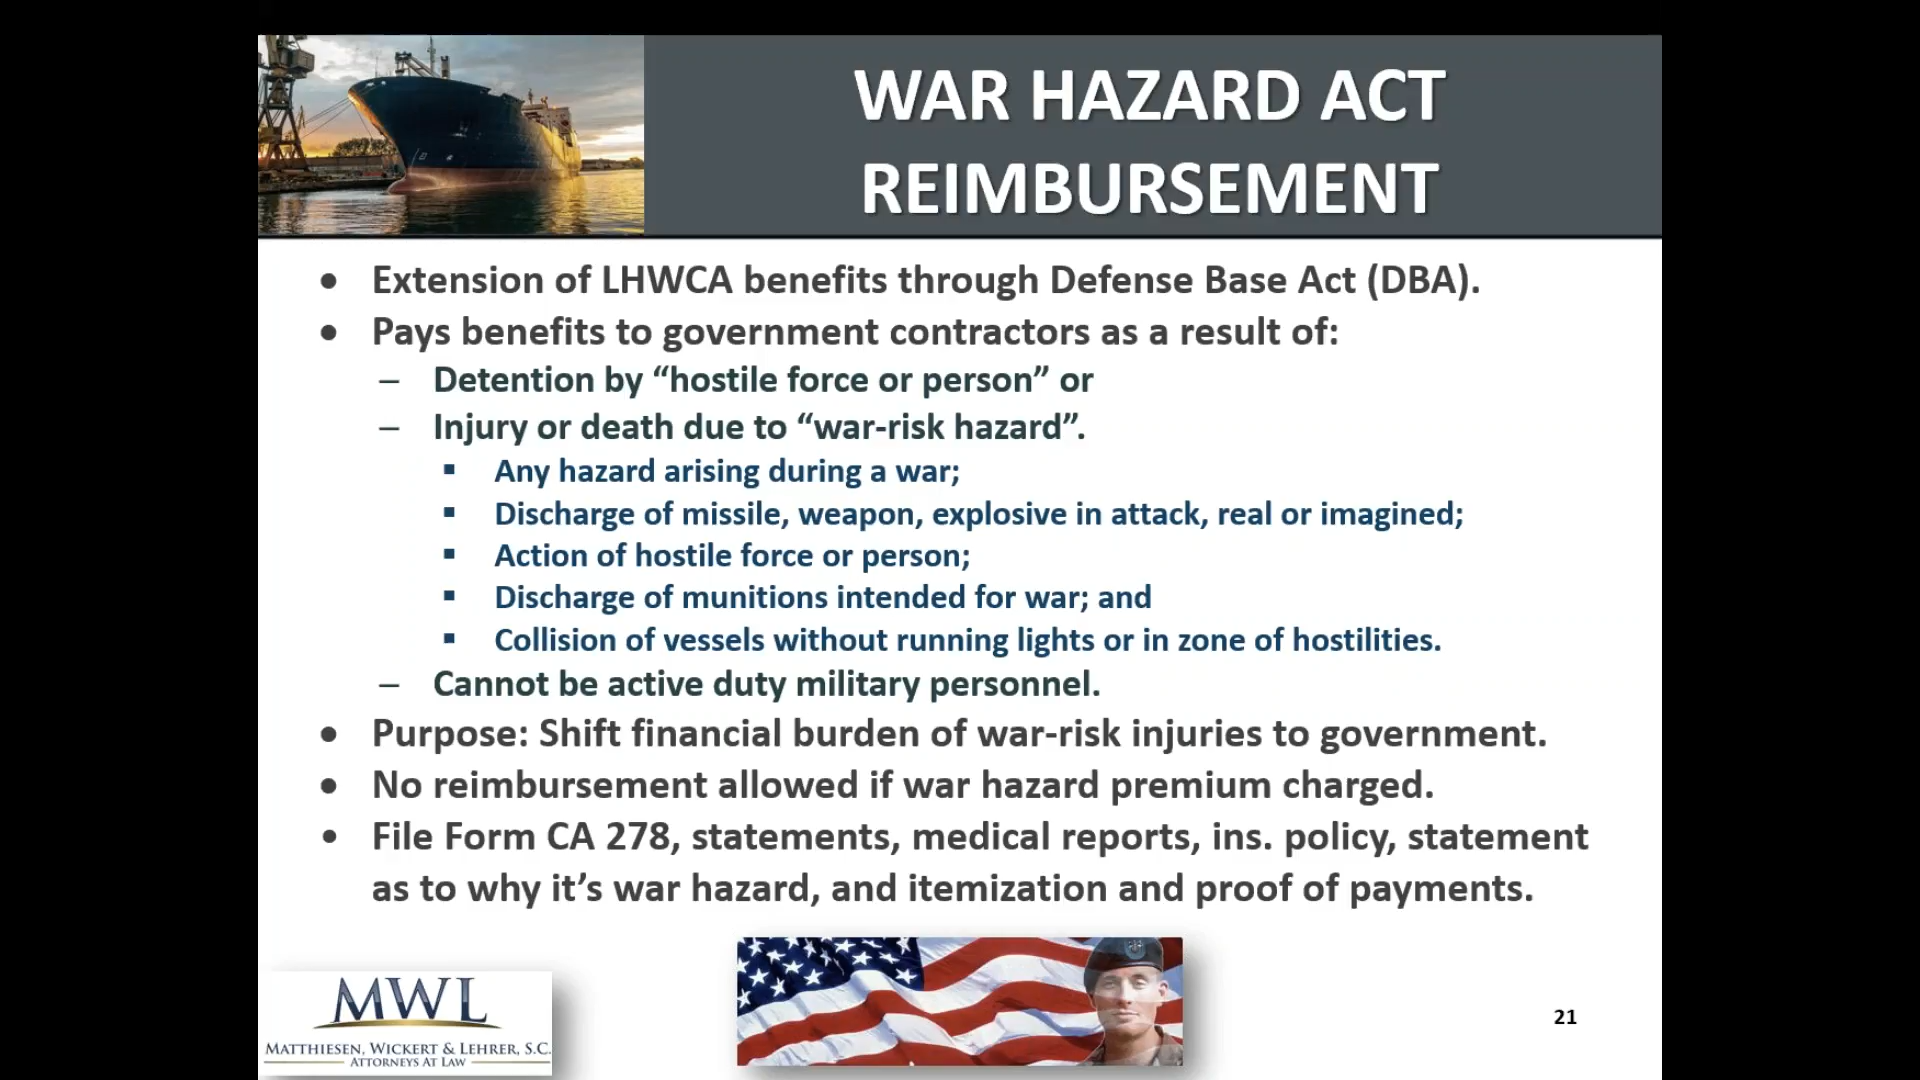 WAR HAZARD ACT
REIMBURSEMENT
• Extension of LHWCA benefits through Defense Base Act (DBA).
• Pays benefits to government contractors as a result of:
– Detention by “hostile force or person” or
– Injury or death due to “war-risk hazard”.
▪ Any hazard arising during a war;
▪ Discharge of missile, weapon, explosive in attack, real or imagined;
▪ Action of hostile force or person;
▪ Discharge of munitions intended for war; and
▪ Collision of vessels without running lights or in zone of hostilities.
– Cannot be active duty military personnel.
• Purpose: Shift financial burden of war-risk injuries to government.
• No reimbursement allowed if war hazard premium charged.
• File Form CA 278, statements, medical reports, ins. policy, statement
as to why it’s war hazard, and itemization and proof of payments.
MWL
MATTHIESEN, WICKERT & LEHRER, S.C.
ATTORNEYS AT LAW
21